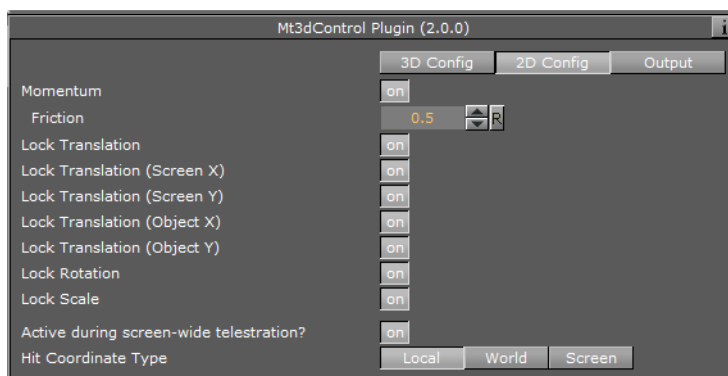 Mt3dControl Plugin (2.0.0) i
3D Config 2D Config Output
Momentum on
Friction 0.5 R
Lock Translation on
Lock Translation (Screen X) on
Lock Translation (Screen Y) on
Lock Translation (Object X) on
Lock Translation (Object Y) on
Lock Rotation on
Lock Scale on
Active during screen-wide telestration? on
Hit Coordinate Type Local World Screen